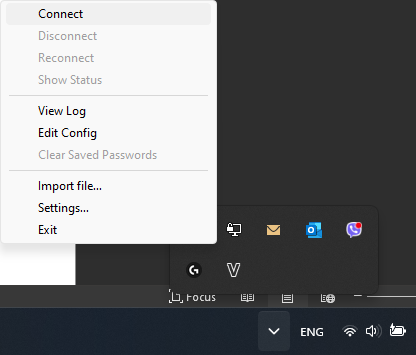 Connect
Disconnect
Reconnect
Show Status
View Log
Edit Config
Clear Saved Passwords
Import file...
Settings...
Exit
Focus
ENG